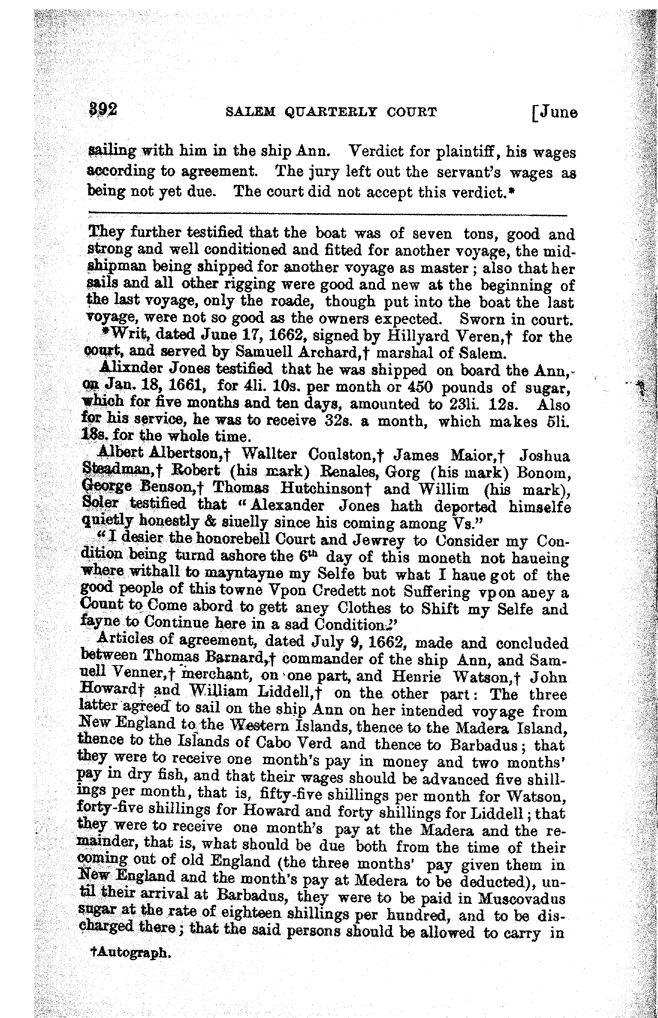 392 SALEM QUARTERLY COURT [June
sailing with him in the ship Ann. Verdict for plaintiff, his wages
according to agreement. The jury left out the servant's wages as
being not yet due. The court did not accept this verdict.*
They further testified that the boat was of seven tons, good and
strong and well conditioned and fitted for another voyage, the mid-
shipman being shipped for another voyage as master; also that her
sails and all other rigging were good and new at the beginning of
the last voyage, only the roade, though put into the boat the last
voyage, were not so good as the owners expected. Sworn in court.
*Writ, dated June 17, 1662, signed by Hillyard Veren,† for the
court, and served by Samuell Archard,† marshal of Salem.
Alixnder Jones testified that he was shipped on board the Ann,
on Jan. 18, 1661, for 4li. 10s. per month or 450 pounds of sugar,
which for five months and ten days, amounted to 23li. 12s. Also
for his service, he was to receive 32s. a month, which makes 5li.
18s. for the whole time.
Albert Albertson,† Wallter Coulston,† James Maior,† Joshua
Steadman,† Robert (his mark) Renales, Gorg (his mark) Bonom,
George Benson,† Thomas Hutchinson† and Willim (his mark),
Soler testified that "Alexander Jones hath deported himselfe
quietly honestly & siuelly since his coming among Vs."
"I desier the honorebell Court and Jewrey to Consider my Con-
dition being turnd ashore the 6th day of this moneth not haueing
where withall to mayntayne my Selfe but what I haue got of the
good people of this towne Vpon Credett not Suffering vpon aney a
Count to Come abord to gett aney Clothes to Shift my Selfe and
fayne to Continue here in a sad Condition."
Articles of agreement, dated July 9, 1662, made and concluded
between Thomas Barnard,† commander of the ship Ann, and Sam-
uell Venner,† merchant, on one part, and Henrie Watson,† John
Howard† and William Liddell,† on the other part: The three
latter agreed to sail on the ship Ann on her intended voyage from
New England to the Western Islands, thence to the Madera Island,
thence to the Islands of Cabo Verd and thence to Barbadus; that
they were to receive one month's pay in money and two months'
pay in dry fish, and that their wages should be advanced five shill-
ings per month, that is, fifty-five shillings per month for Watson,
forty-five shillings for Howard and forty shillings for Liddell; that
they were to receive one month's pay at the Madera and the re-
mainder, that is, what should be due both from the time of their
coming out of old England (the three months' pay given them in
New England and the month's pay at Medera to be deducted), un-
til their arrival at Barbadus, they were to be paid in Muscovadus
sugar at the rate of eighteen shillings per hundred, and to be dis-
charged there; that the said persons should be allowed to carry in
†Autograph.